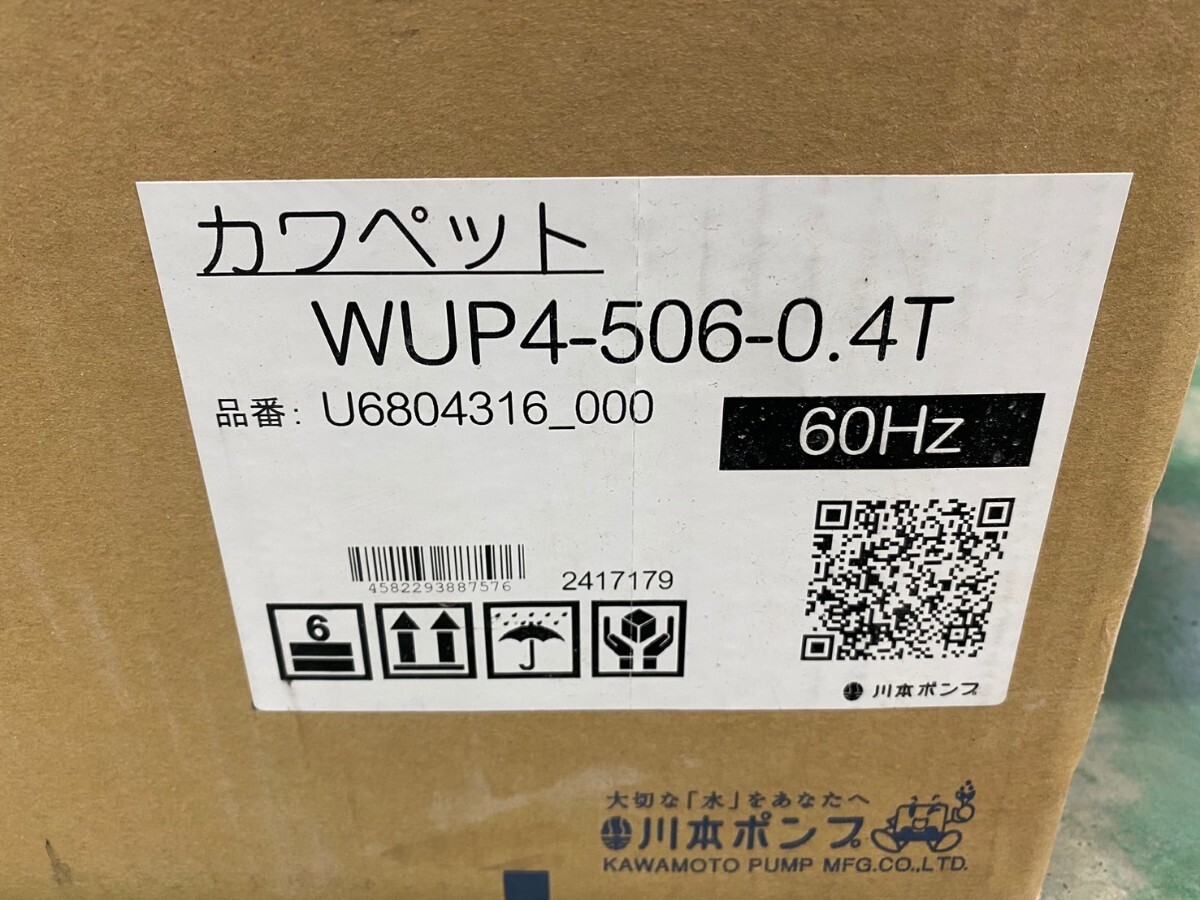 カワペット
WUP4-506-0.4T
品番: U6804316_000
60Hz
4582293887576
2417179
6
川本ポンプ
大切な「水」をあなたへ
川本ポンプ
KAWAMOTO PUMP MFG.CO.,LTD.